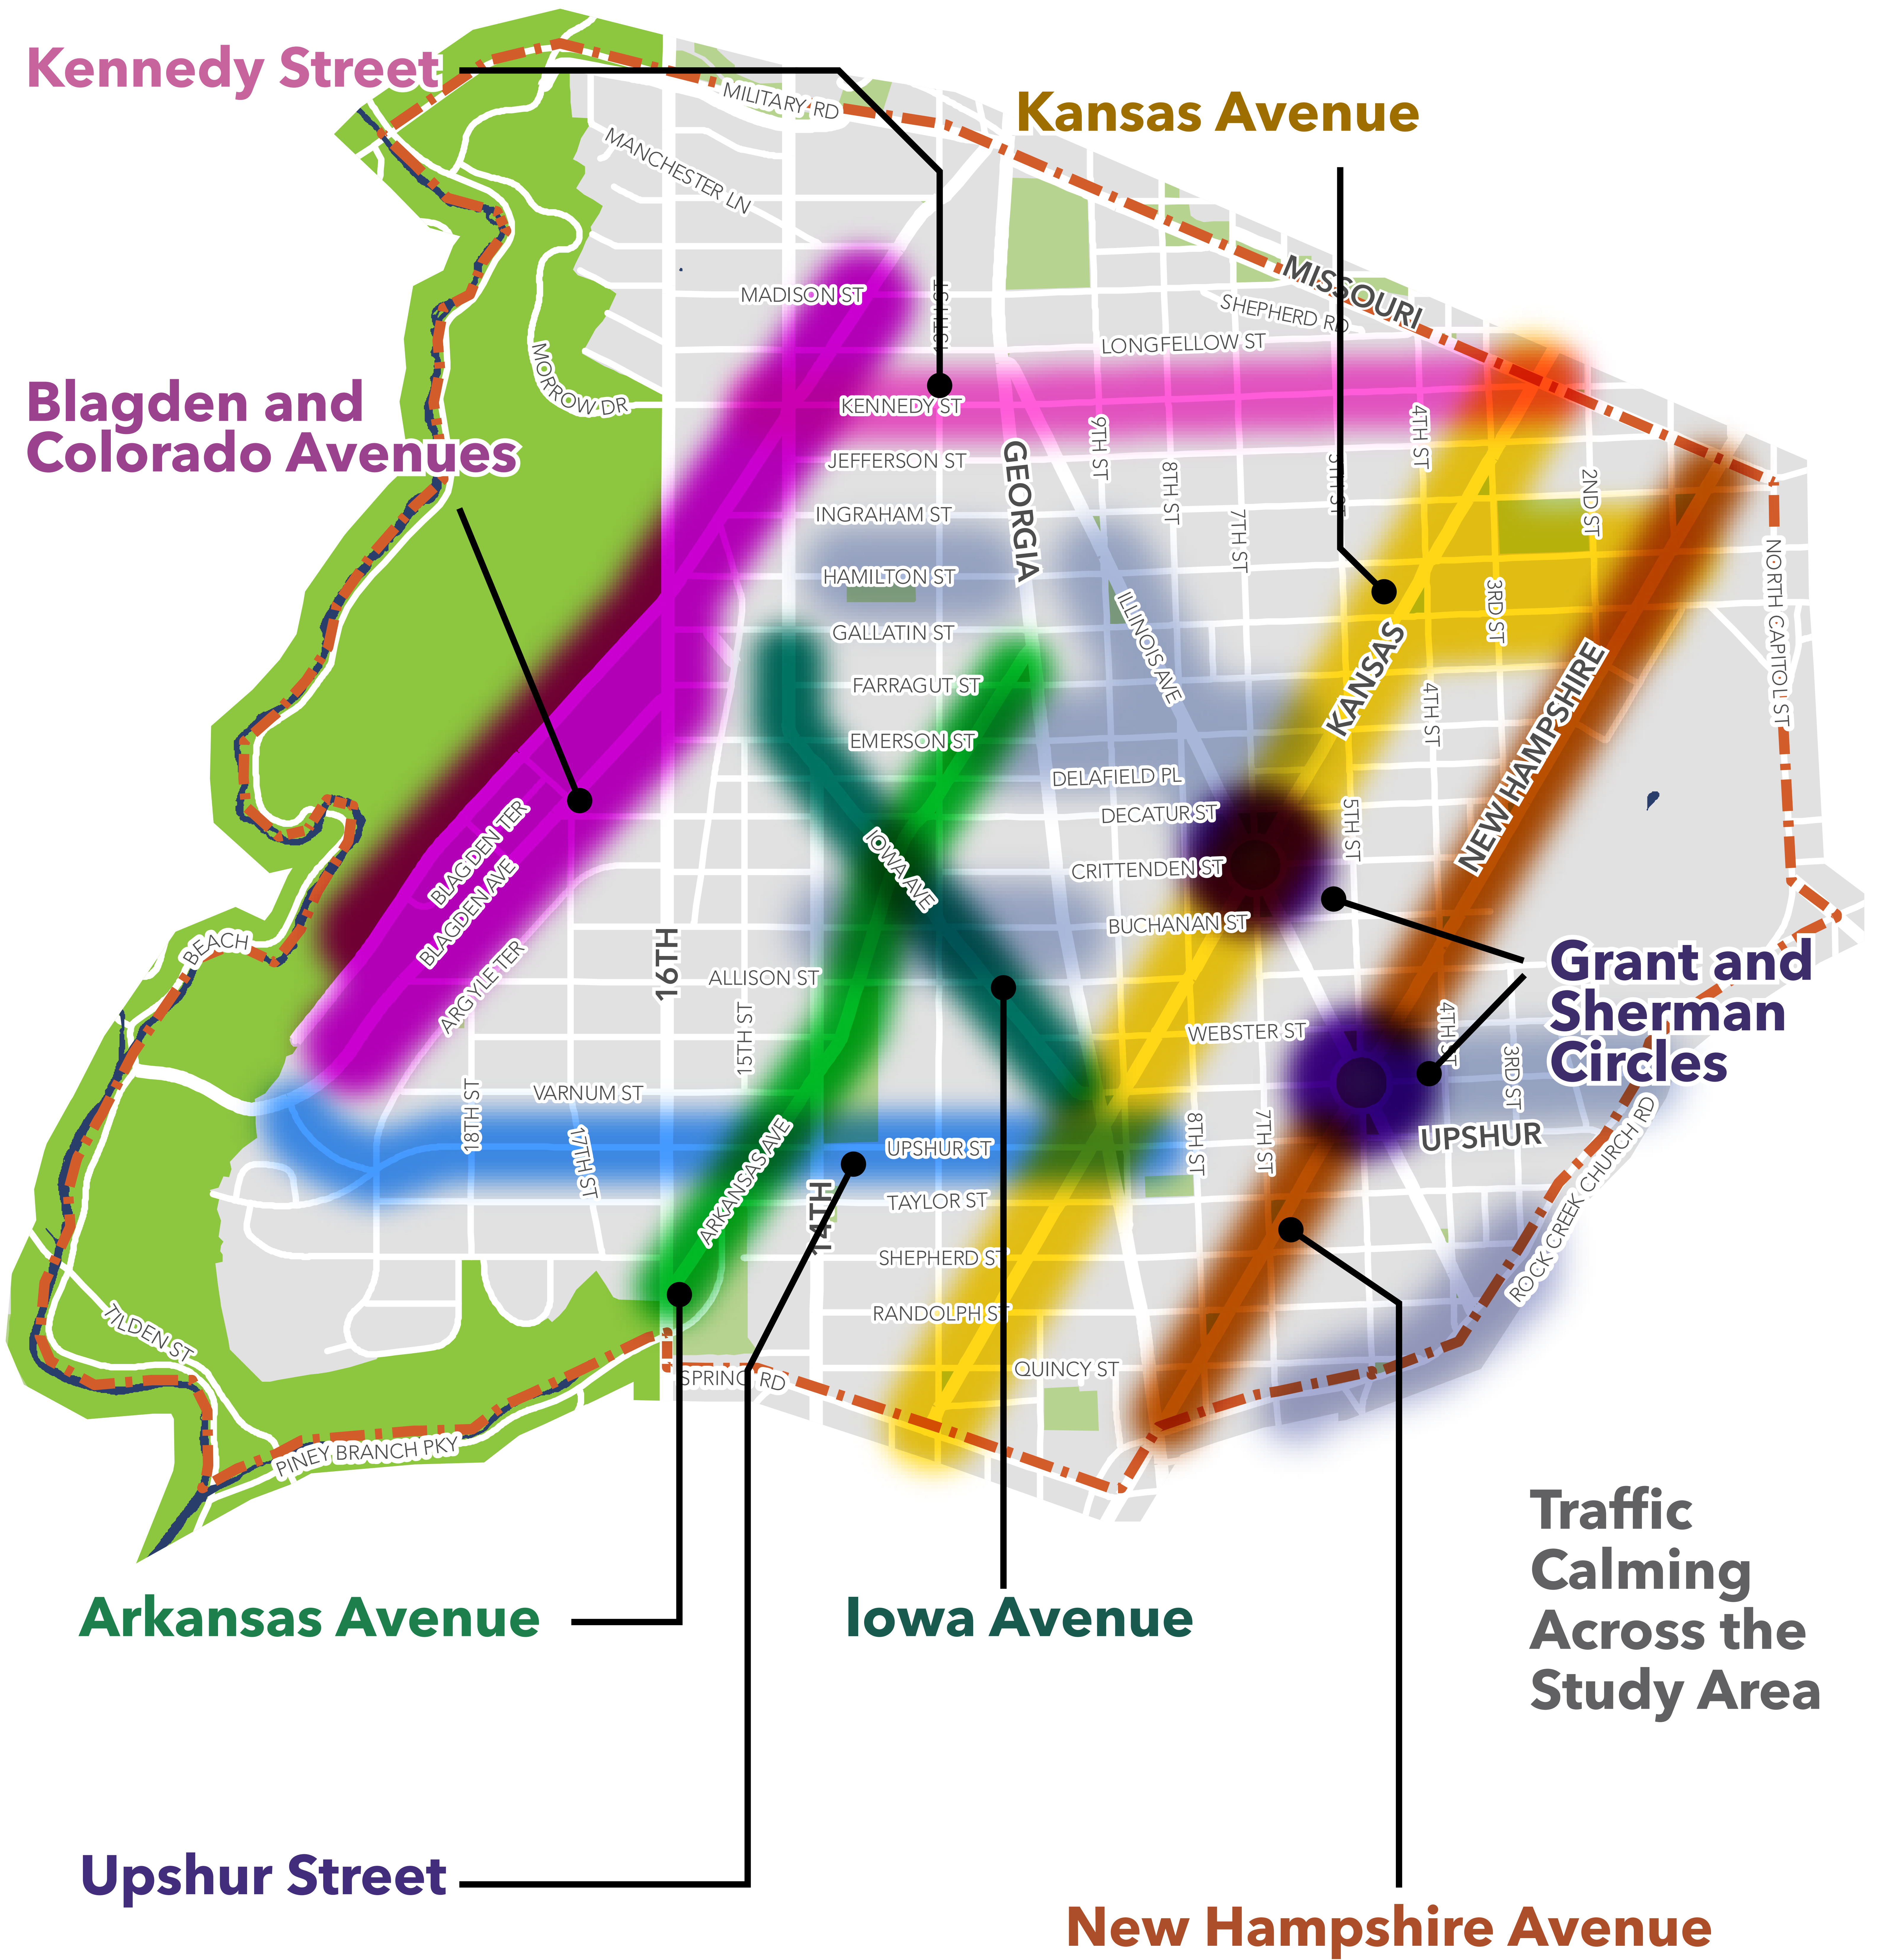 Kennedy Street
Kansas Avenue
MILITARY RD
MANCHESTER LN
MISSOURI
MADISON ST
13TH ST
SHEPHERD RD
LONGFELLOW ST
MORROW DR
Blagden and
Colorado Avenues
KENNEDY ST
9TH ST
4TH ST
JEFFERSON ST
GEORGIA
8TH ST
5TH ST
2ND ST
INGRAHAM ST
7TH ST
NORTH CAPITOL ST
HAMILTON ST
ILLINOIS AVE
3RD ST
GALLATIN ST
KANSAS
NEW HAMPSHIRE
FARRAGUT ST
4TH ST
EMERSON ST
DELAFIELD PL
DECATUR ST
5TH ST
BLAGDEN TER
BLAGDEN AVE
IOWA AVE
CRITTENDEN ST
BUCHANAN ST
BEACH
ARGYLE TER
16TH
ALLISON ST
Grant and
Sherman
Circles
15TH ST
WEBSTER ST
4TH ST
3RD ST
18TH ST
VARNUM ST
17TH ST
ARKANSAS AVE
UPSHUR ST
8TH ST
7TH ST
UPSHUR
14TH
TAYLOR ST
ROCK CREEK CHURCH RD
SHEPHERD ST
RANDOLPH ST
TILDEN ST
SPRING RD
QUINCY ST
PINEY BRANCH PKY
Traffic
Calming
Across the
Study Area
Arkansas Avenue
Iowa Avenue
Upshur Street
New Hampshire Avenue